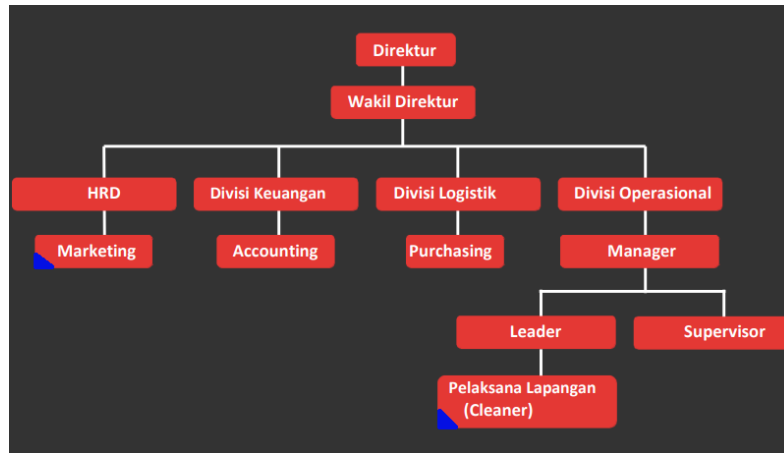 Direktur
Wakil Direktur
HRD
Divisi Keuangan
Divisi Logistik
Divisi Operasional
Marketing
Accounting
Purchasing
Manager
Leader
Supervisor
Pelaksana Lapangan
(Cleaner)